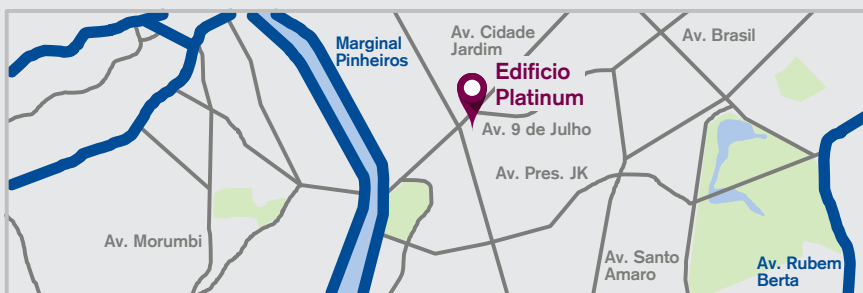 Marginal
Pinheiros
Av. Cidade
Jardim
Av. Brasil
Edificio
Platinum
Av. 9 de Julho
Av. Pres. JK
Av. Morumbi
Av. Santo
Amaro
Av. Rubem
Berta